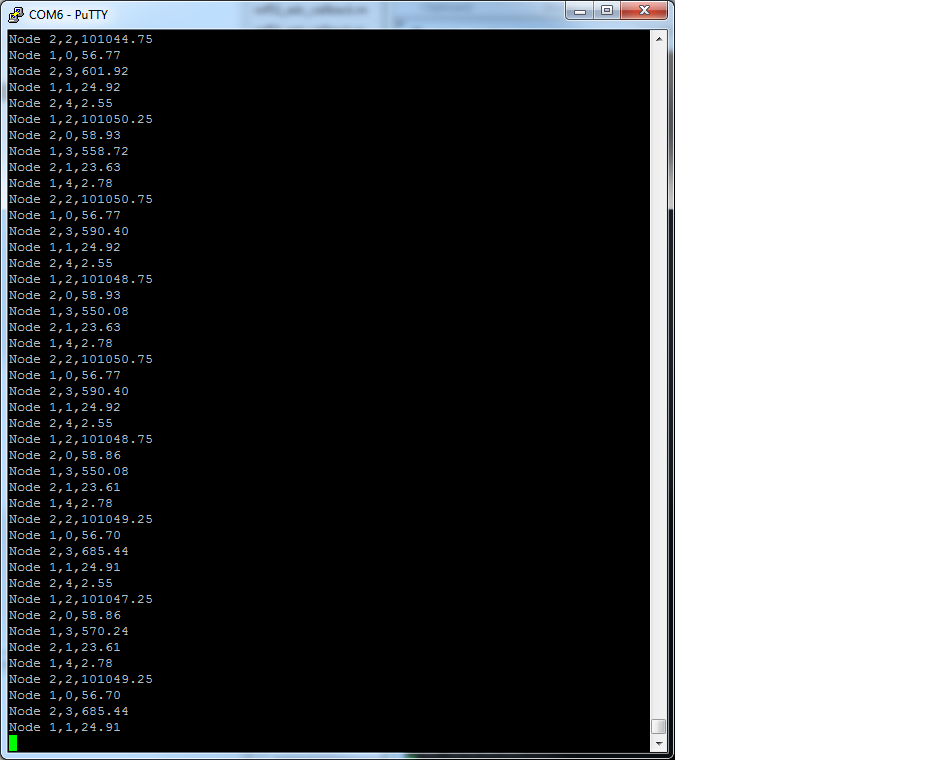 COM6 - PuTTY
Node 2,2,101044.75
Node 1,0,56.77
Node 2,3,601.92
Node 1,1,24.92
Node 2,4,2.55
Node 1,2,101050.25
Node 2,0,58.93
Node 1,3,558.72
Node 2,1,23.63
Node 1,4,2.78
Node 2,2,101050.75
Node 1,0,56.77
Node 2,3,590.40
Node 1,1,24.92
Node 2,4,2.55
Node 1,2,101048.75
Node 2,0,58.93
Node 1,3,550.08
Node 2,1,23.63
Node 1,4,2.78
Node 2,2,101050.75
Node 1,0,56.77
Node 2,3,590.40
Node 1,1,24.92
Node 2,4,2.55
Node 1,2,101048.75
Node 2,0,58.86
Node 1,3,550.08
Node 2,1,23.61
Node 1,4,2.78
Node 2,2,101049.25
Node 1,0,56.70
Node 2,3,685.44
Node 1,1,24.91
Node 2,4,2.55
Node 1,2,101047.25
Node 2,0,58.86
Node 1,3,570.24
Node 2,1,23.61
Node 1,4,2.78
Node 2,2,101049.25
Node 1,0,56.70
Node 2,3,685.44
Node 1,1,24.91